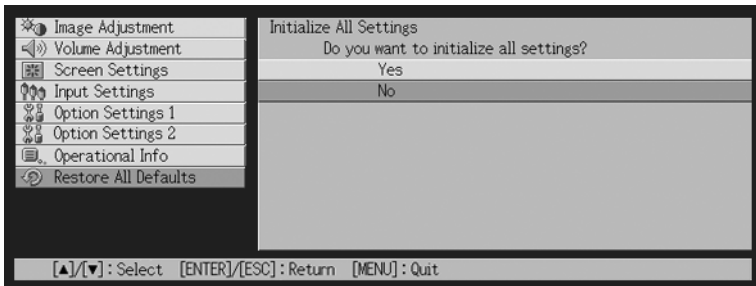 Image Adjustment
Volume Adjustment
Screen Settings
Input Settings
Option Settings 1
Option Settings 2
Operational Info
Restore All Defaults
Initialize All Settings
Do you want to initialize all settings?
Yes
No
[▲]/[▼]:Select [ENTER]/[ESC]:Return [MENU]:Quit